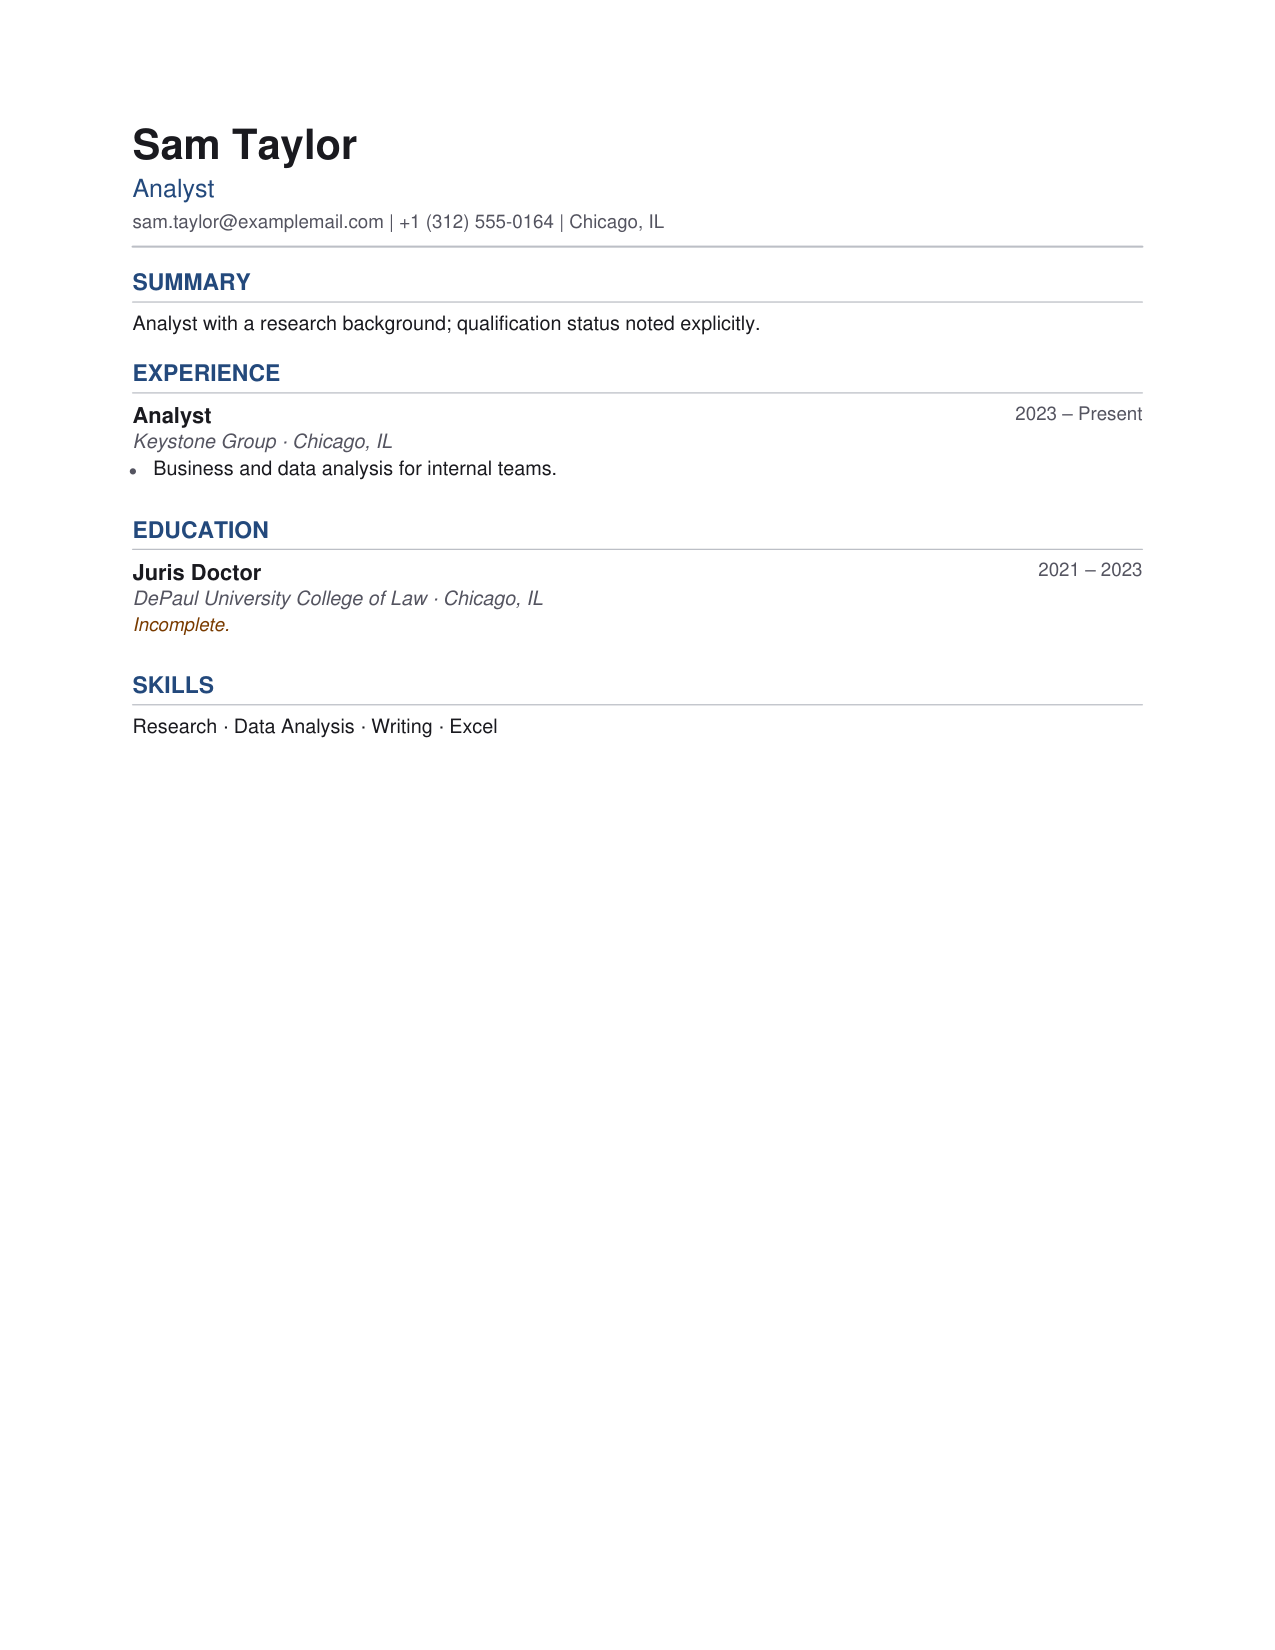 Sam Taylor
Analyst
sam.taylor@examplemail.com | +1 (312) 555-0164 | Chicago, IL
SUMMARY
Analyst with a research background; qualification status noted explicitly.
EXPERIENCE
Analyst 2023 – Present
Keystone Group · Chicago, IL
• Business and data analysis for internal teams.
EDUCATION
Juris Doctor 2021 – 2023
DePaul University College of Law · Chicago, IL
Incomplete.
SKILLS
Research · Data Analysis · Writing · Excel